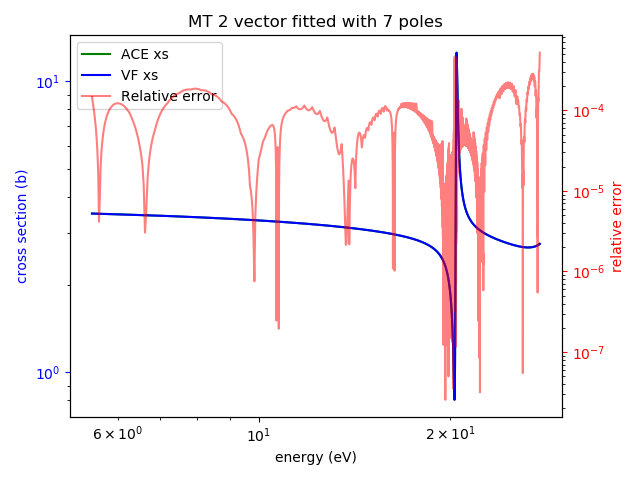 MT 2 vector fitted with 7 poles
ACE xs
VF xs
Relative error
cross section (b)
10¹
10⁰
relative error
10⁻⁴
10⁻⁵
10⁻⁶
10⁻⁷
6 × 10⁰
10¹
2 × 10¹
energy (eV)